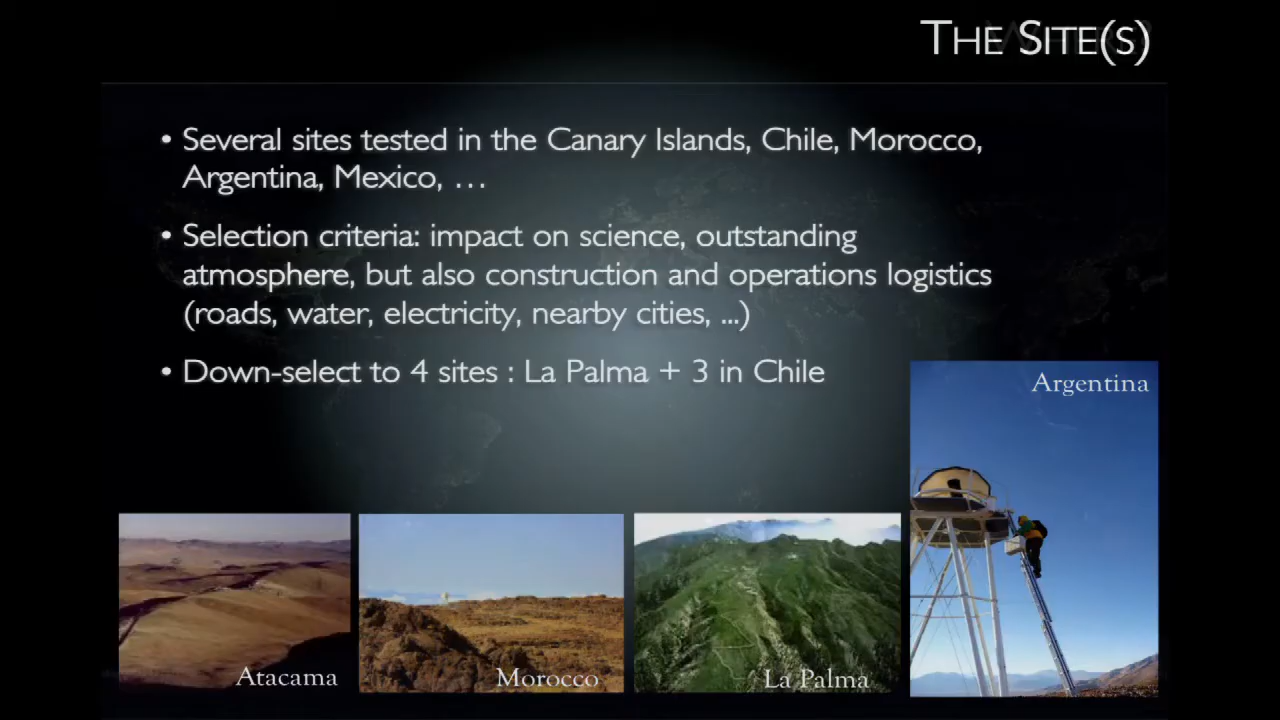 THE SITE(S)
• Several sites tested in the Canary Islands, Chile, Morocco,
Argentina, Mexico, …
• Selection criteria: impact on science, outstanding
atmosphere, but also construction and operations logistics
(roads, water, electricity, nearby cities, ...)
• Down-select to 4 sites : La Palma + 3 in Chile
Argentina
Atacama
Morocco
La Palma